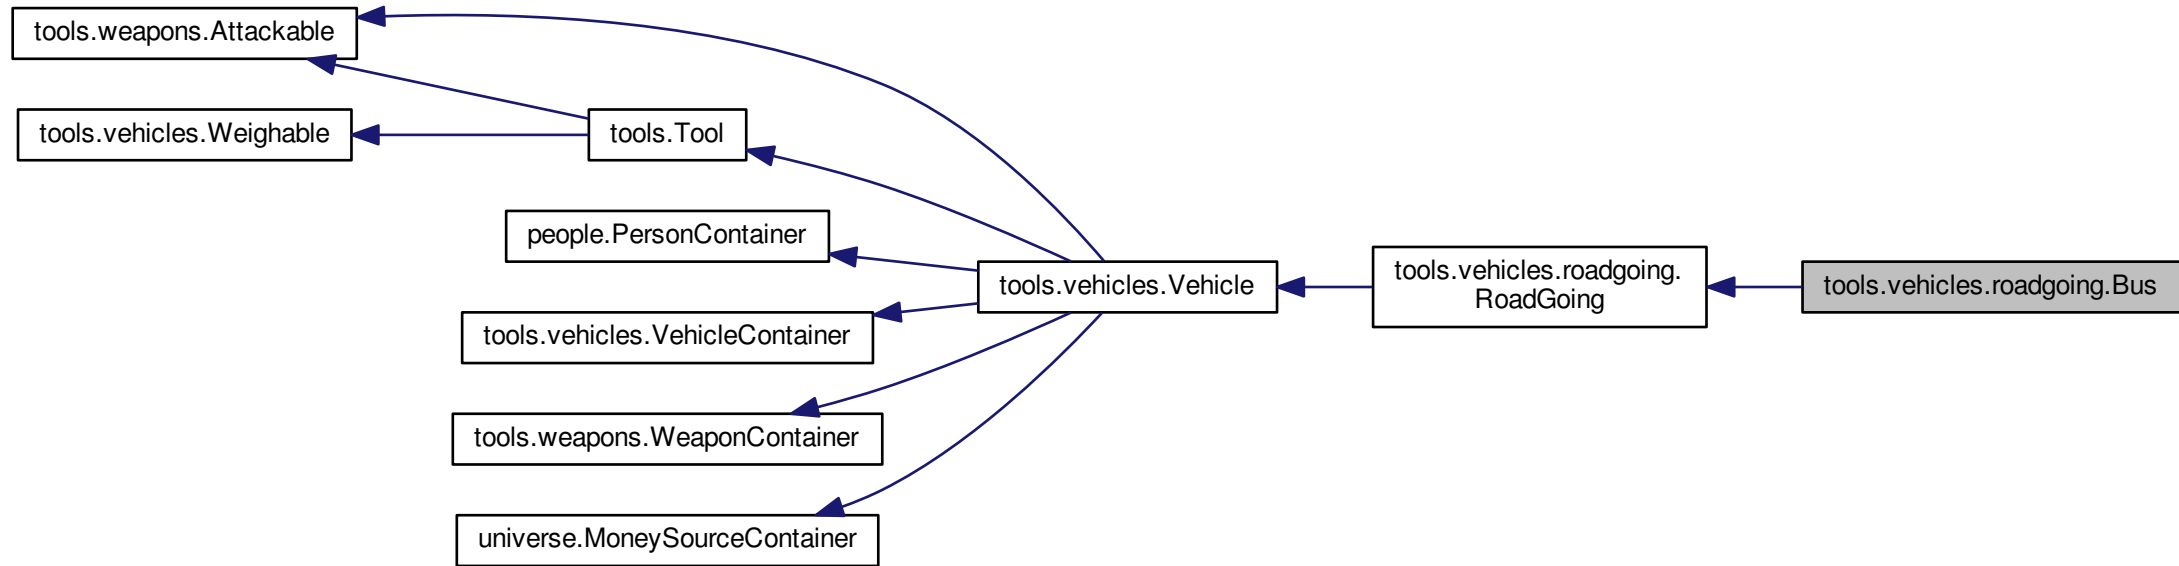 tools.weapons.Attackable
tools.vehicles.Weighable
tools.Tool
people.PersonContainer
tools.vehicles.VehicleContainer
tools.weapons.WeaponContainer
universe.MoneySourceContainer
tools.vehicles.Vehicle
tools.vehicles.roadgoing.
RoadGoing
tools.vehicles.roadgoing.Bus